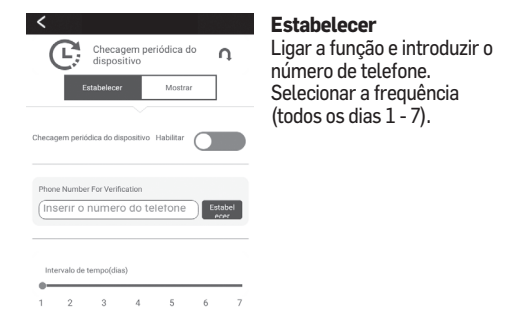 Checagem periódica do
dispositivo
Estabelecer Mostrar
Checagem periódica do dispositivo Habilitar
Phone Number For Verification
Inserir o numero do telefone
Estabel
ecer
Intervalo de tempo(dias)
1 2 3 4 5 6 7
Estabelecer
Ligar a função e introduzir o
número de telefone.
Selecionar a frequência
(todos os dias 1 - 7).